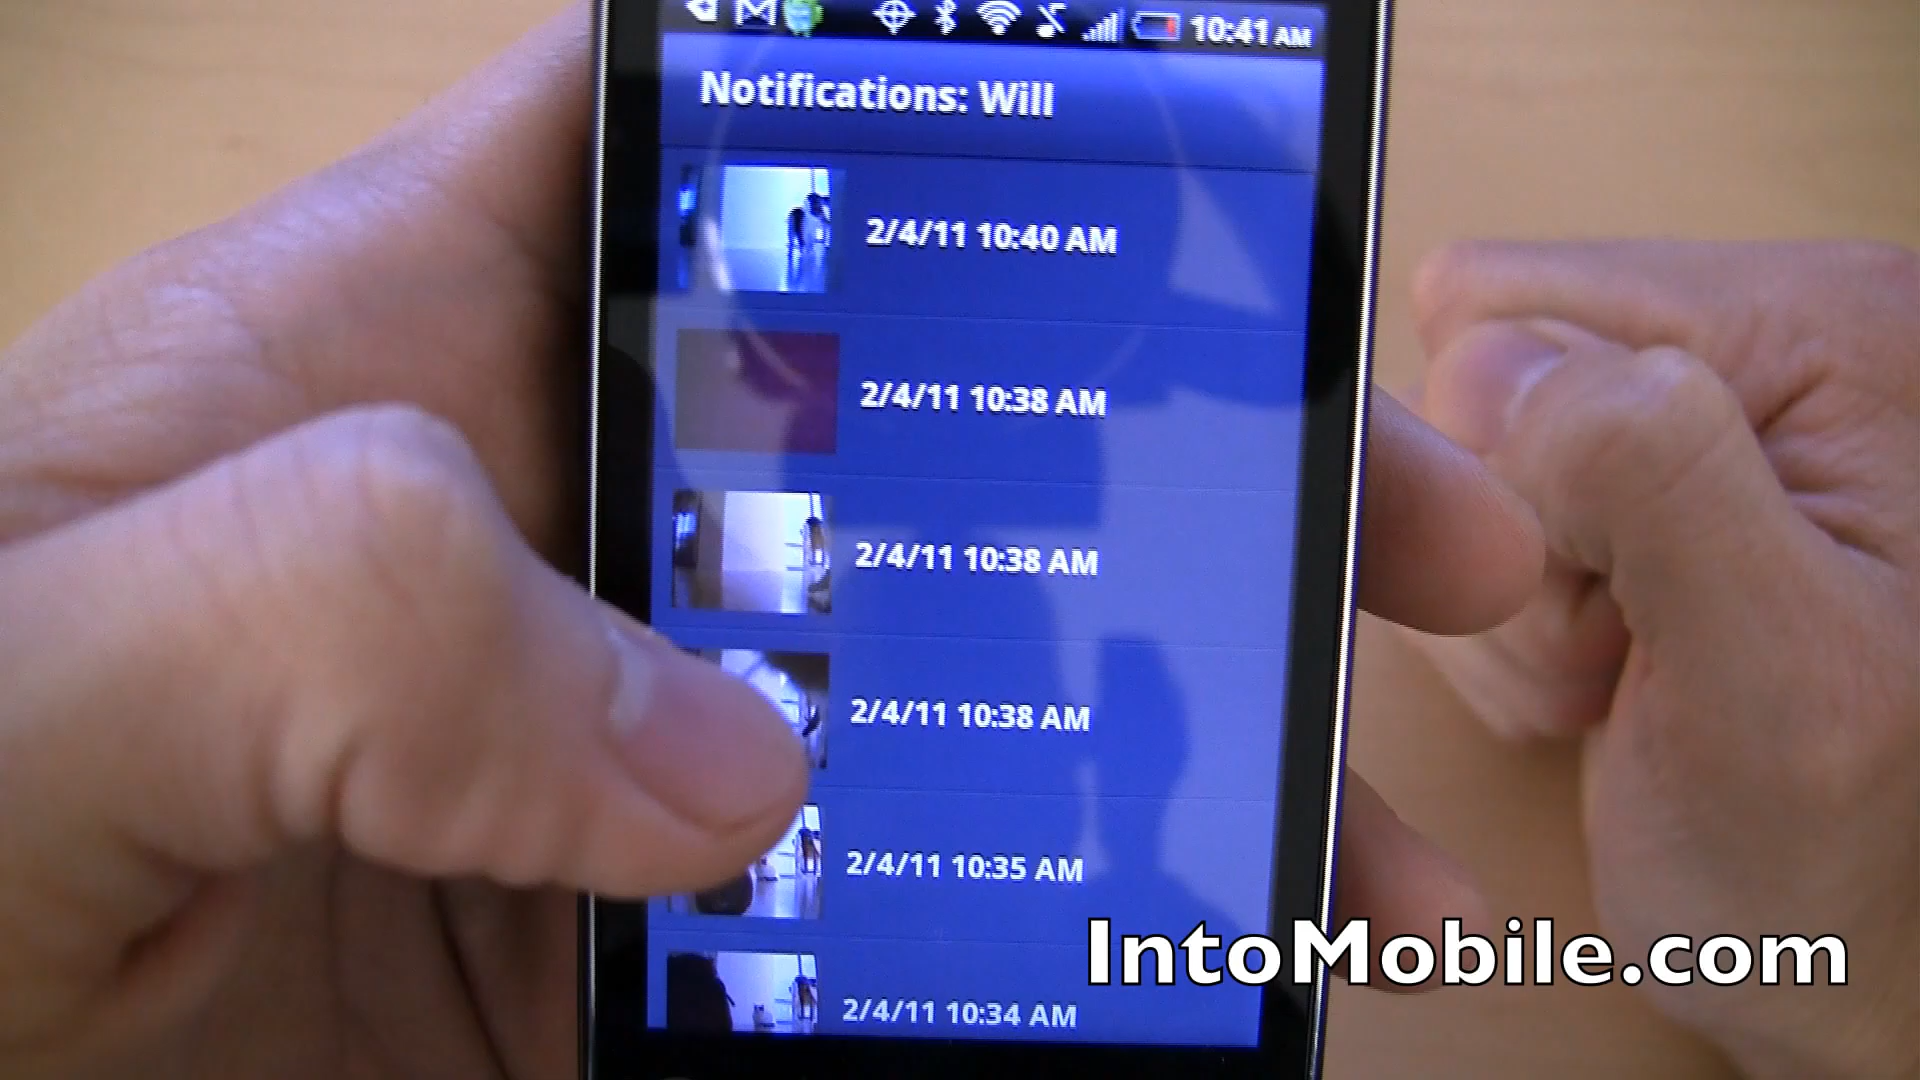 10:41 AM
Notifications: Will
2/4/11 10:40 AM
2/4/11 10:38 AM
2/4/11 10:38 AM
2/4/11 10:38 AM
2/4/11 10:35 AM
2/4/11 10:34 AM
IntoMobile.com